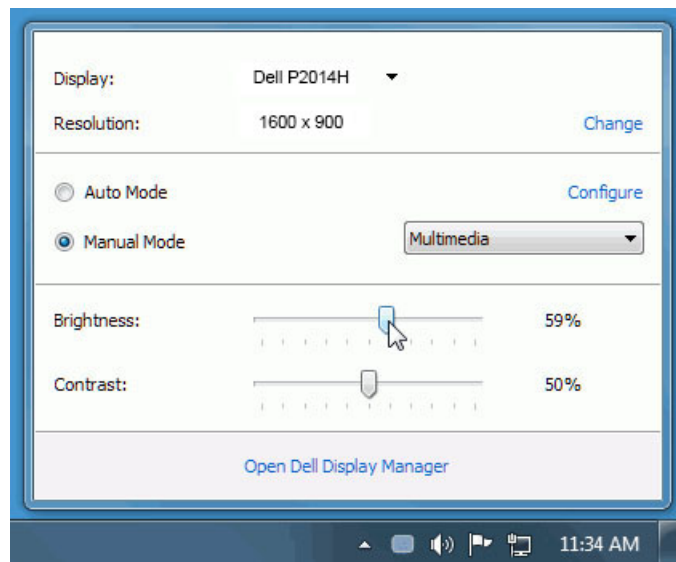 Display: Dell P2014H
Resolution: 1600 x 900 Change
Auto Mode Configure
Manual Mode Multimedia
Brightness: 59%
Contrast: 50%
Open Dell Display Manager
11:34 AM